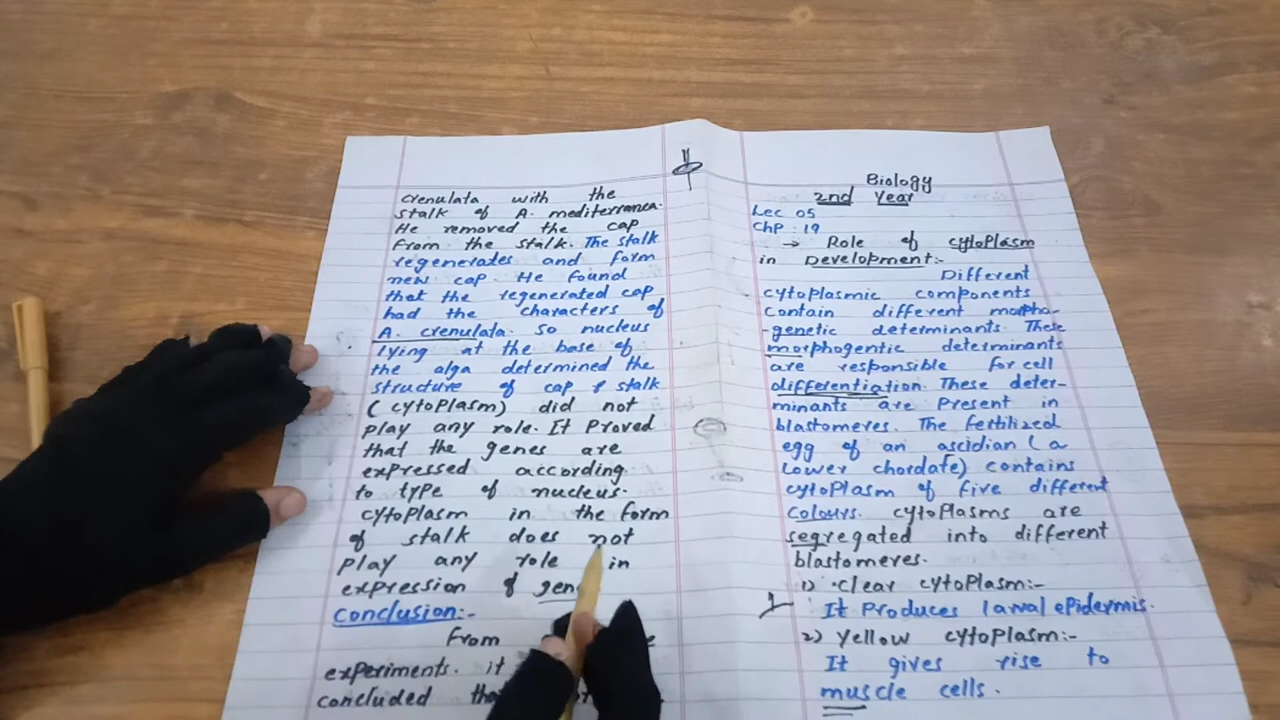 crenulata with the
stalk of A. mediterranea.
He removed the cap
from the stalk. The stalk
regenerates and form
new cap. He found
that the regenerated cap
had the characters of
A. crenulata. So nucleus
lying at the base of
the alga determined the
structure of cap & stalk
(cytoplasm) did not
play any role. It Proved
that the genes are
expressed according
to type of nucleus.
cytoplasm in the form
of stalk does not
play any role in
expression of
Conclusion:-
From
experiments. it
concluded
Biology
2nd Year
Lec 05
Chp : 19
→ Role of cytoplasm
in Development:-
Different
cytoplasmic components
contain different morpho-
-genetic determinants. These
morphogentic determinants
are responsible for cell
differentiation. These deter-
minants are Present in
blastomeres. The fertilized
egg of an ascidian (a
lower chordate) contains
cytoplasm of five different
colours. cytoplasms are
segregated into different
blastomeres.
1) Clear cytoplasm:-
It Produces larval epidermis.
2) Yellow cytoplasm:-
It gives rise to
muscle cells.